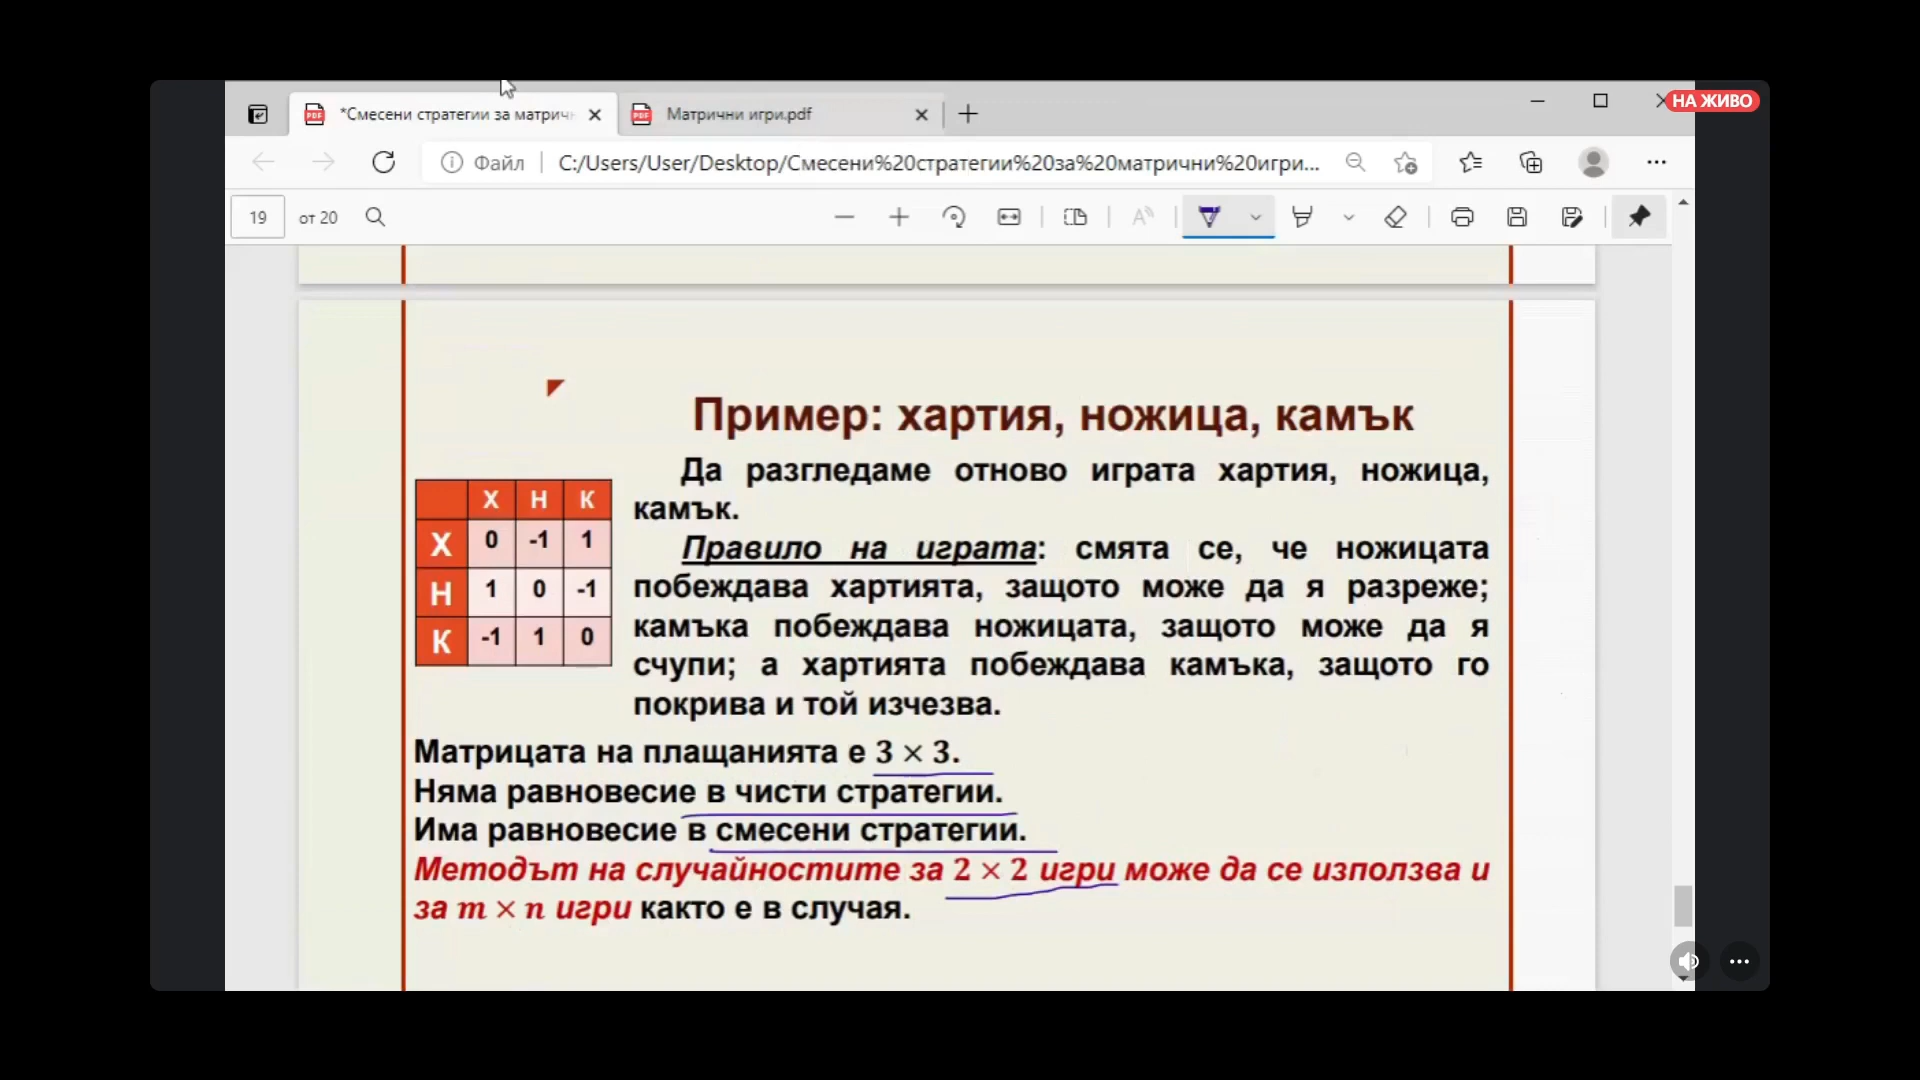 *Смесени стратегии за матричн
Матрични игри.pdf
НА ЖИВО
Файл
C:/Users/User/Desktop/Смесени%20стратегии%20за%20матрични%20игри...
19
от 20
Пример: хартия, ножица, камък
Да разгледаме отново играта хартия, ножица,
камък.
Правило на играта: смята се, че ножицата
побеждава хартията, защото може да я разреже;
камъка побеждава ножицата, защото може да я
счупи; а хартията побеждава камъка, защото го
покрива и той изчезва.
Х Н К
Х 0 -1 1
Н 1 0 -1
К -1 1 0
Матрицата на плащанията е 3 × 3.
Няма равновесие в чисти стратегии.
Има равновесие в смесени стратегии.
Методът на случайностите за 2 × 2 игри може да се използва и
за m × n игри както е в случая.